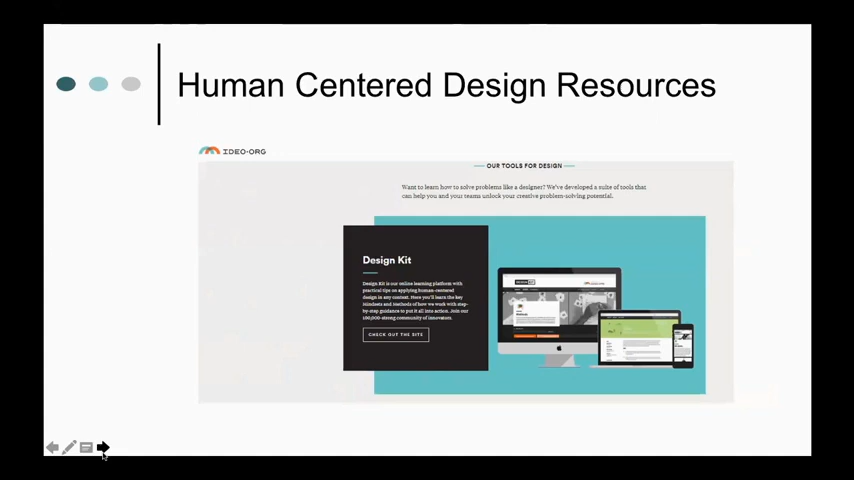 Human Centered Design Resources
IDEO.ORG
OUR TOOLS FOR DESIGN
Want to learn how to solve problems like a designer? We've developed a suite of tools that
can help you and your teams unlock your creative problem-solving potential.
Design Kit
Design Kit is our online learning platform with
practical tips on applying human-centered
design in any context. Here you'll learn the key
Mindsets and Methods of how we work with step-
by-step guidance to put it all into action. Join our
100,000-strong community of innovators.
CHECK OUT THE SITE